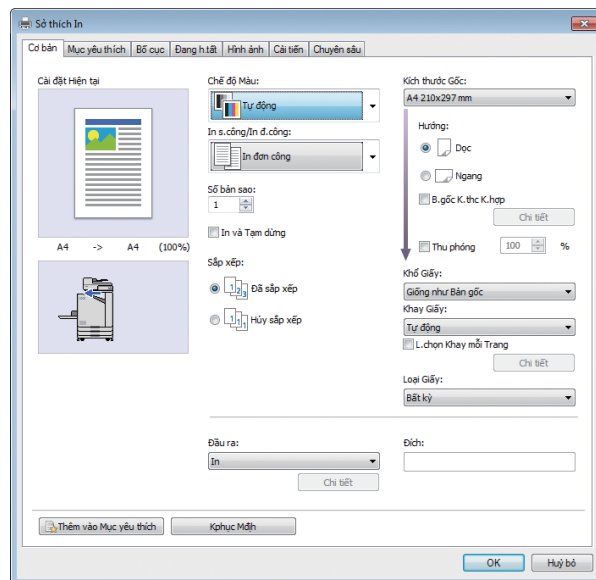 Sở thích In
Cơ bản
Mục yêu thích
Bố cục
Đang h.tất
Hình ảnh
Cải tiến
Chuyên sâu
Cài đặt Hiện tại
A4 -> A4 (100%)
Chế độ Màu:
Tự động
In s.công/In đ.công:
In đơn công
Số bản sao:
1
In và Tạm dừng
Sắp xếp:
123
Đã sắp xếp
111
Hủy sắp xếp
Kích thước Gốc:
A4 210x297 mm
Hướng:
Dọc
Ngang
B.gốc K.thc K.hợp
Chi tiết
Thu phóng
100 %
Khổ Giấy:
Giống như Bản gốc
Khay Giấy:
Tự động
L.chọn Khay mỗi Trang
Chi tiết
Loại Giấy:
Bất kỳ
Đầu ra:
In
Chi tiết
Đích:
Thêm vào Mục yêu thích
Kphục Mđịh
OK
Huỷ bỏ